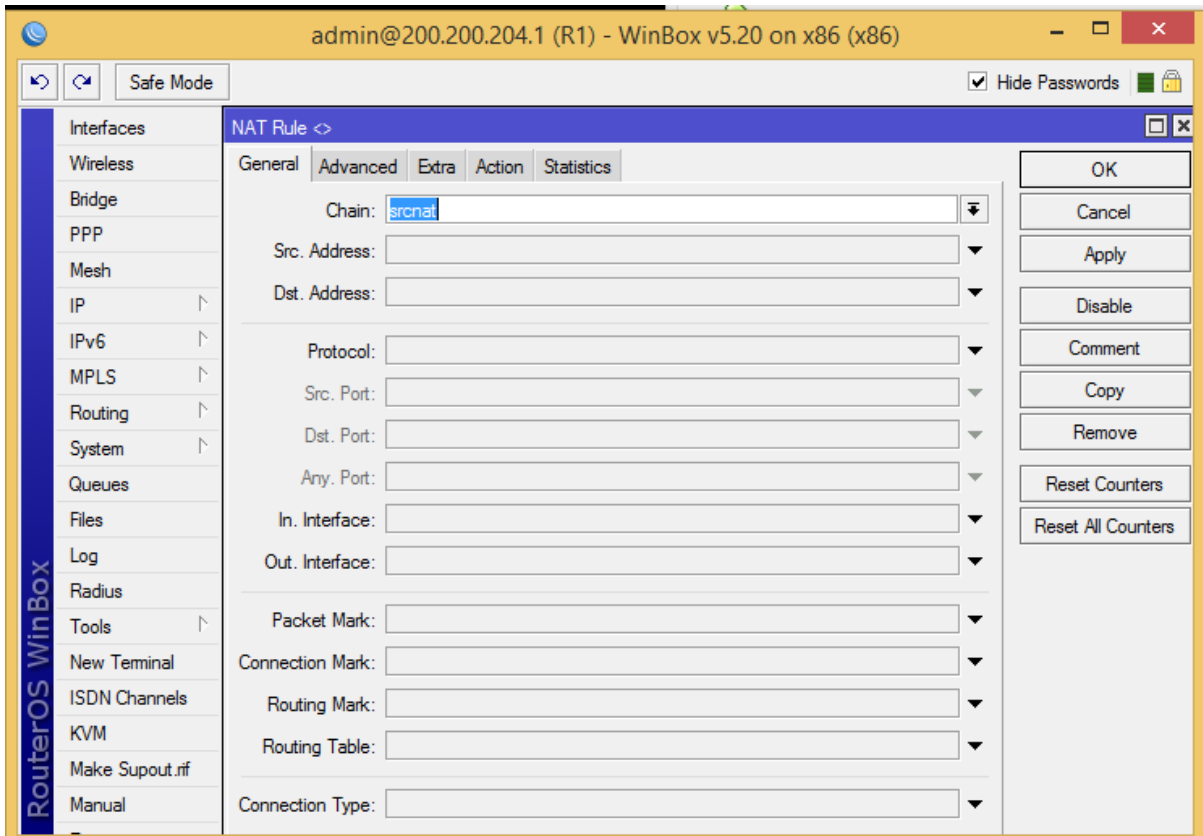 admin@200.200.204.1 (R1) - WinBox v5.20 on x86 (x86)
Safe Mode
Hide Passwords
RouterOS WinBox
Interfaces
Wireless
Bridge
PPP
Mesh
IP
IPv6
MPLS
Routing
System
Queues
Files
Log
Radius
Tools
New Terminal
ISDN Channels
KVM
Make Supout.rif
Manual
NAT Rule <>
General Advanced Extra Action Statistics
Chain: srcnat
Src. Address:
Dst. Address:
Protocol:
Src. Port:
Dst. Port:
Any. Port:
In. Interface:
Out. Interface:
Packet Mark:
Connection Mark:
Routing Mark:
Routing Table:
Connection Type:
OK
Cancel
Apply
Disable
Comment
Copy
Remove
Reset Counters
Reset All Counters